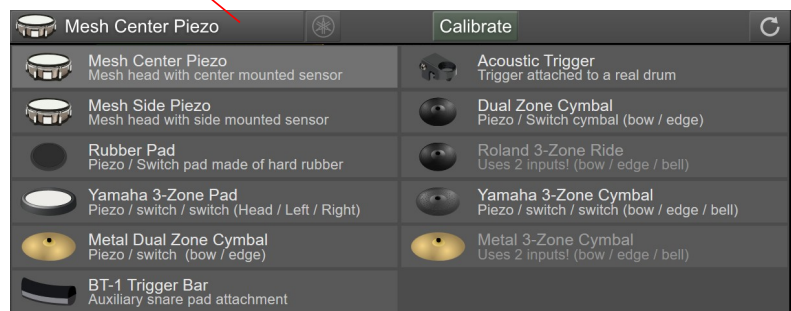 Mesh Center Piezo
Calibrate
Mesh Center Piezo
Mesh head with center mounted sensor
Acoustic Trigger
Trigger attached to a real drum
Mesh Side Piezo
Mesh head with side mounted sensor
Dual Zone Cymbal
Piezo / Switch cymbal (bow / edge)
Rubber Pad
Piezo / Switch pad made of hard rubber
Roland 3-Zone Ride
Uses 2 inputs! (bow / edge / bell)
Yamaha 3-Zone Pad
Piezo / switch / switch (Head / Left / Right)
Yamaha 3-Zone Cymbal
Piezo / switch / switch (bow / edge / bell)
Metal Dual Zone Cymbal
Piezo / switch (bow / edge)
Metal 3-Zone Cymbal
Uses 2 inputs! (bow / edge / bell)
BT-1 Trigger Bar
Auxiliary snare pad attachment